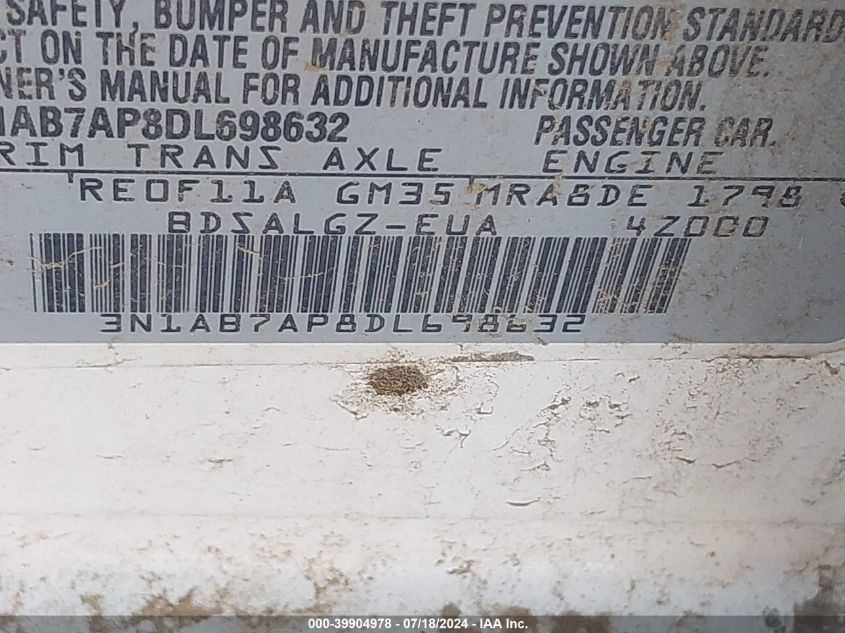 SAFETY, BUMPER AND THEFT PREVENTION STANDARD
CT ON THE DATE OF MANUFACTURE SHOWN ABOVE.
NER'S MANUAL FOR ADDITIONAL INFORMATION.
1AB7AP8DL698632 PASSENGER CAR.
RIM TRANS AXLE ENGINE
RE0F11A GM35 MRA8DE 1798
BDSALGZ-EUA 4Z000
3N1AB7AP8DL698632
000-39904978 - 07/18/2024 - IAA Inc.